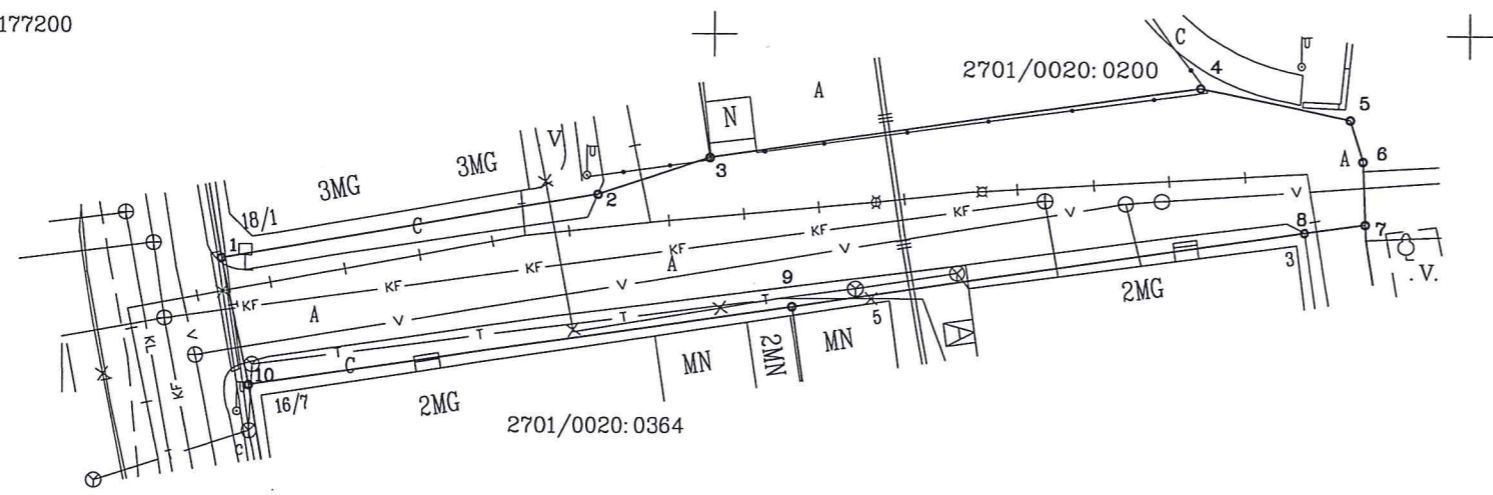 177200
C
U
2701/0020:0200
4
A
N
5
3MG
3MG
V
U
3
A
6
18/1
C
2
1
V
KF
KF
V
8
7
KF
KF
A
9
KF
KF
V
3
.V.
KL
V
A
V
T
5
2MG
KF
T
T
MN
2MN
MN
A
10
C
U
16/7
2MG
2701/0020:0364
C